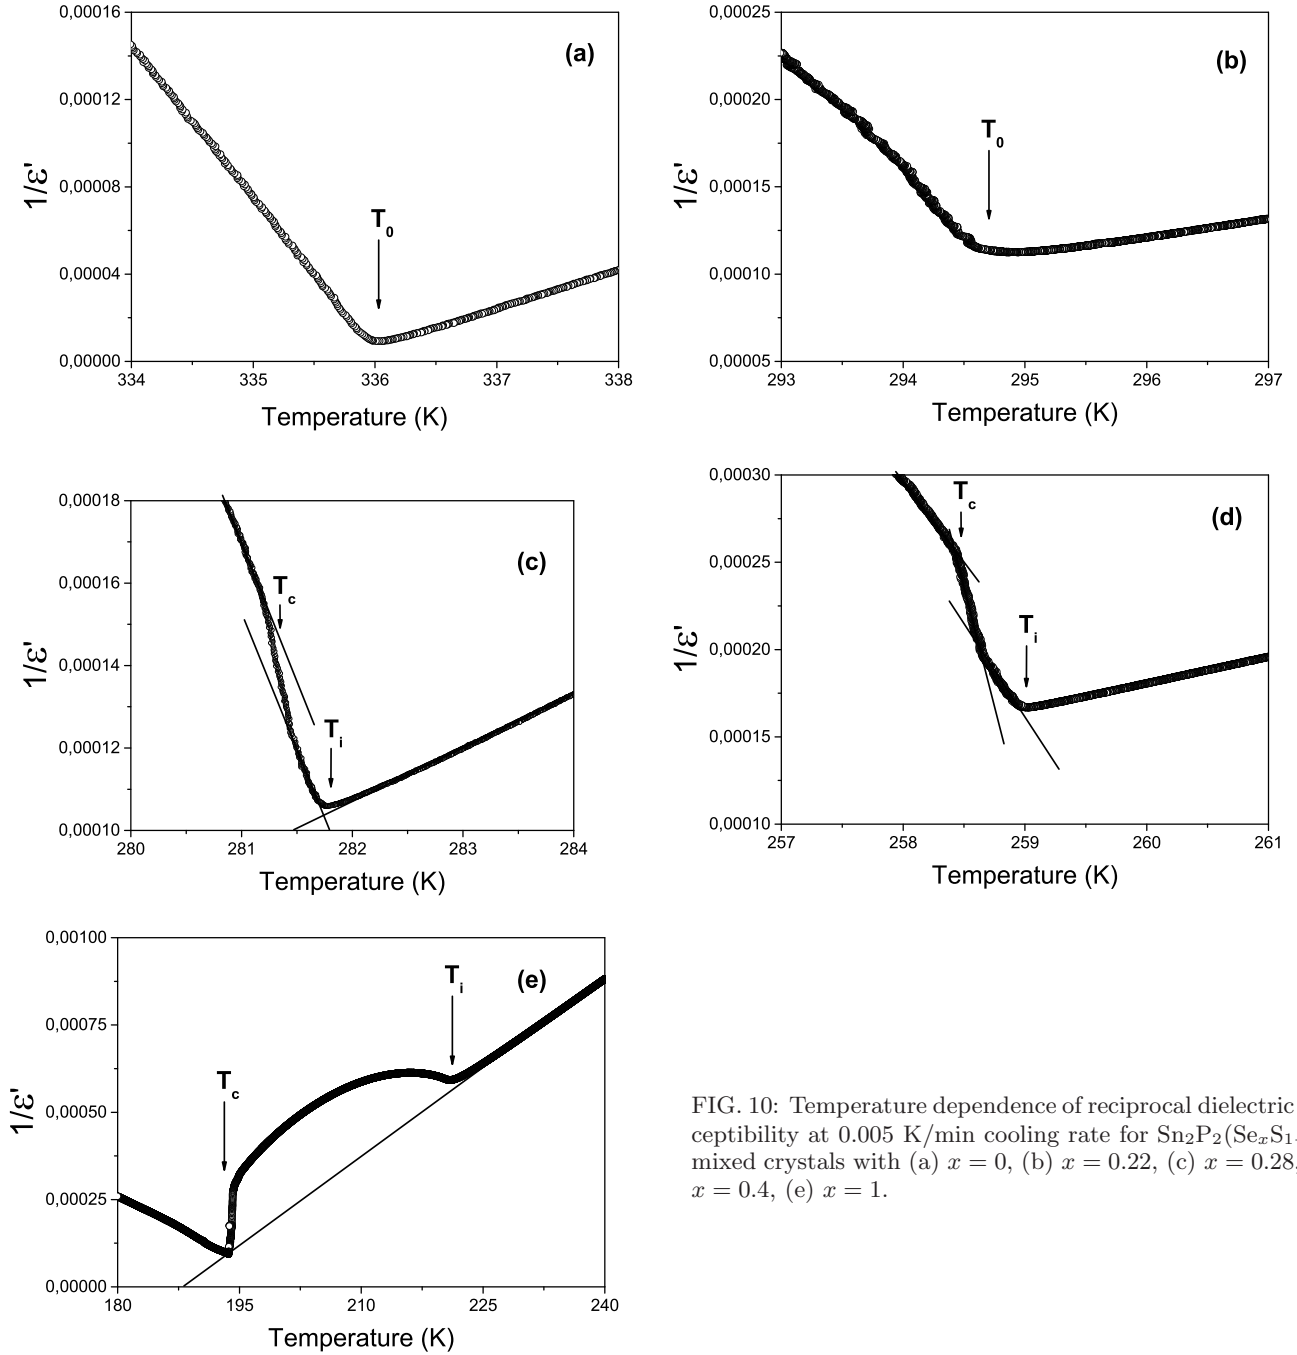 0,00016
0,00012
0,00008
0,00004
0,00000
1/ε'
(a)
T0
334 335 336 337 338
Temperature (K)
0,00025
0,00020
0,00015
0,00010
0,00005
1/ε'
(b)
T0
293 294 295 296 297
Temperature (K)
0,00018
0,00016
0,00014
0,00012
0,00010
1/ε'
(c)
Tc
Ti
280 281 282 283 284
Temperature (K)
0,00030
0,00025
0,00020
0,00015
0,00010
1/ε'
(d)
Tc
Ti
257 258 259 260 261
Temperature (K)
0,00100
0,00075
0,00050
0,00025
0,00000
1/ε'
(e)
Tc
Ti
180 195 210 225 240
Temperature (K)
FIG. 10: Temperature dependence of reciprocal dielectric
ceptibility at 0.005 K/min cooling rate for Sn₂P₂(SeₓS₁
mixed crystals with (a) x = 0, (b) x = 0.22, (c) x = 0.28,
x = 0.4, (e) x = 1.